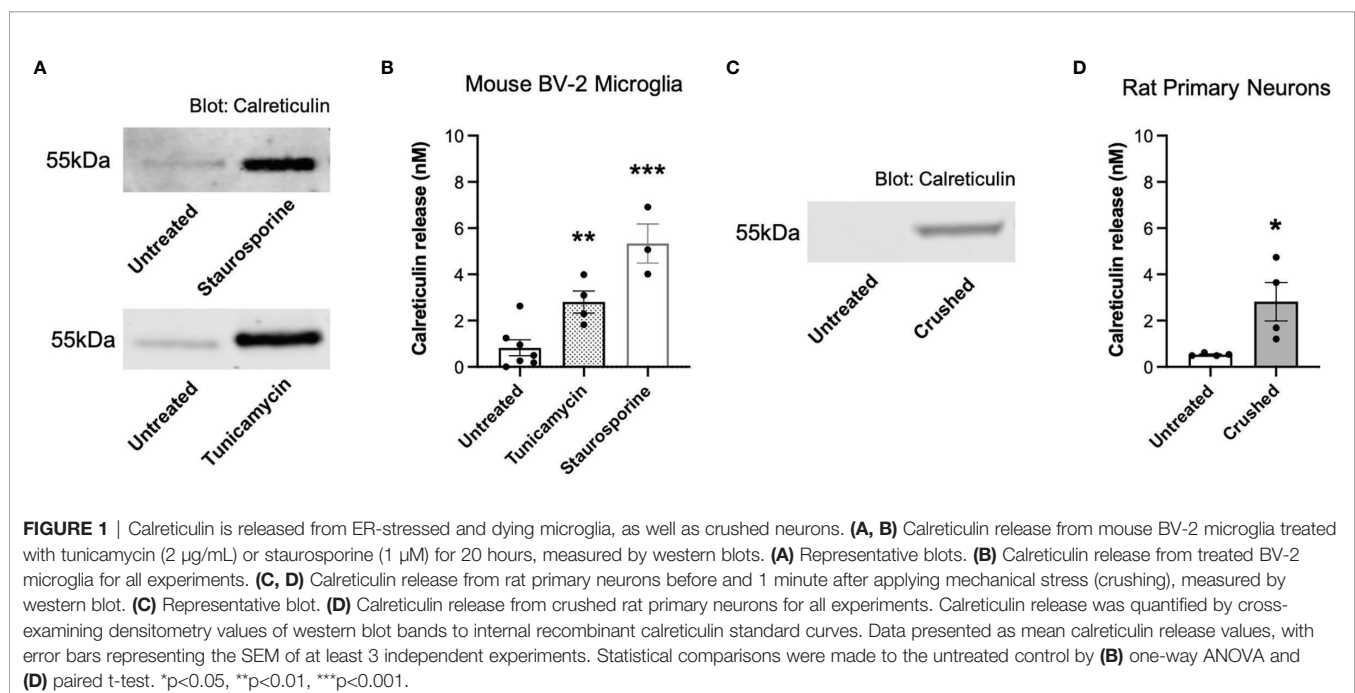 A
Blot: Calreticulin
55kDa
Untreated
Staurosporine
55kDa
Untreated
Tunicamycin
B
Mouse BV-2 Microglia
Calreticulin release (nM)
10
8
6
4
2
0
**
***
Untreated
Tunicamycin
Staurosporine
C
Blot: Calreticulin
55kDa
Untreated
Crushed
D
Rat Primary Neurons
Calreticulin release (nM)
10
8
6
4
2
0
*
Untreated
Crushed
FIGURE 1 | Calreticulin is released from ER-stressed and dying microglia, as well as crushed neurons. (A, B) Calreticulin release from mouse BV-2 microglia treated
with tunicamycin (2 µg/mL) or staurosporine (1 µM) for 20 hours, measured by western blots. (A) Representative blots. (B) Calreticulin release from treated BV-2
microglia for all experiments. (C, D) Calreticulin release from rat primary neurons before and 1 minute after applying mechanical stress (crushing), measured by
western blot. (C) Representative blot. (D) Calreticulin release from crushed rat primary neurons for all experiments. Calreticulin release was quantified by cross-
examining densitometry values of western blot bands to internal recombinant calreticulin standard curves. Data presented as mean calreticulin release values, with
error bars representing the SEM of at least 3 independent experiments. Statistical comparisons were made to the untreated control by (B) one-way ANOVA and
(D) paired t-test. *p<0.05, **p<0.01, ***p<0.001.